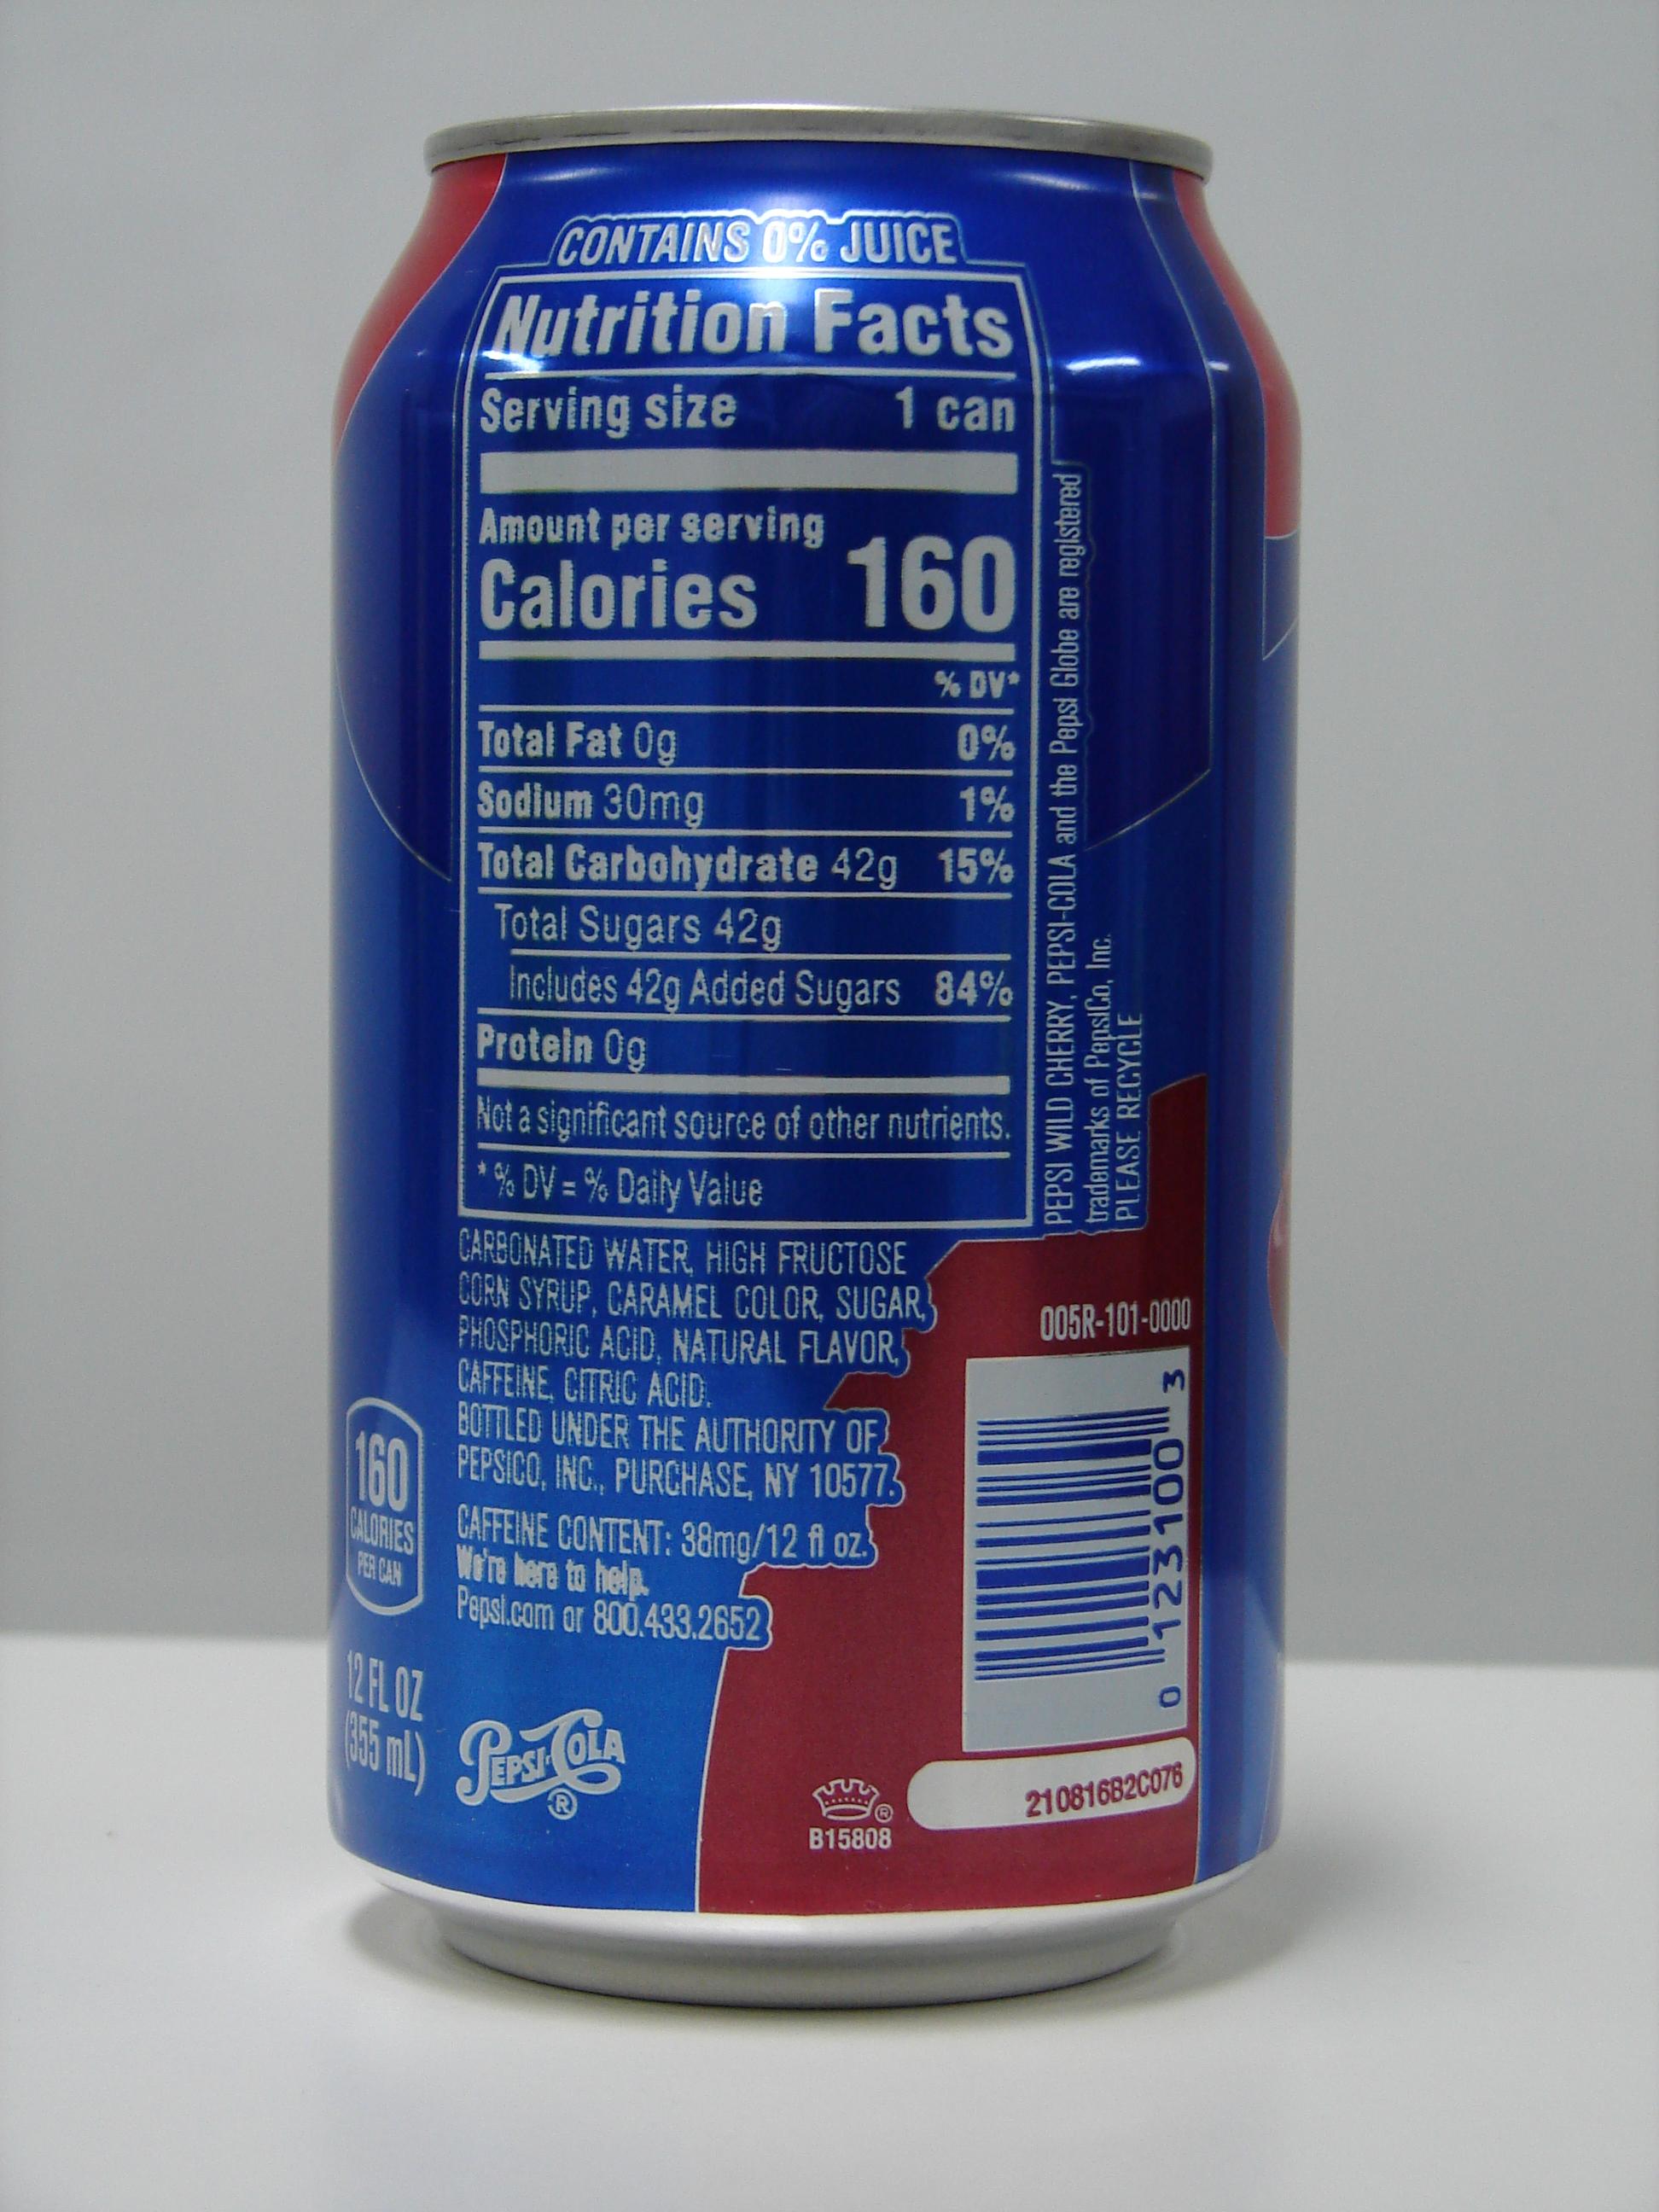 CONTAINS 0% JUICE
Nutrition Facts
Serving size 1 can
Amount per serving
Calories 160
% DV*
Total Fat 0g 0%
Sodium 30mg 1%
Total Carbohydrate 42g 15%
Total Sugars 42g
Includes 42g Added Sugars 84%
Protein 0g
Not a significant source of other nutrients.
* % DV = % Daily Value
PEPSI WILD CHERRY, PEPSI-COLA and the Pepsi Globe are registered
trademarks of PepsiCo, Inc.
PLEASE RECYCLE
CARBONATED WATER, HIGH FRUCTOSE
CORN SYRUP, CARAMEL COLOR, SUGAR,
PHOSPHORIC ACID, NATURAL FLAVOR,
CAFFEINE, CITRIC ACID.
BOTTLED UNDER THE AUTHORITY OF
PEPSICO, INC., PURCHASE, NY 10577.
CAFFEINE CONTENT: 38mg/12 fl oz.
We're here to help.
Pepsi.com or 800.433.2652
160
CALORIES
PER CAN
12 FL OZ
(355 mL)
PEPSI-COLA
®
005R-101-0000
0 123100 3
®
B15808
210816B2C076